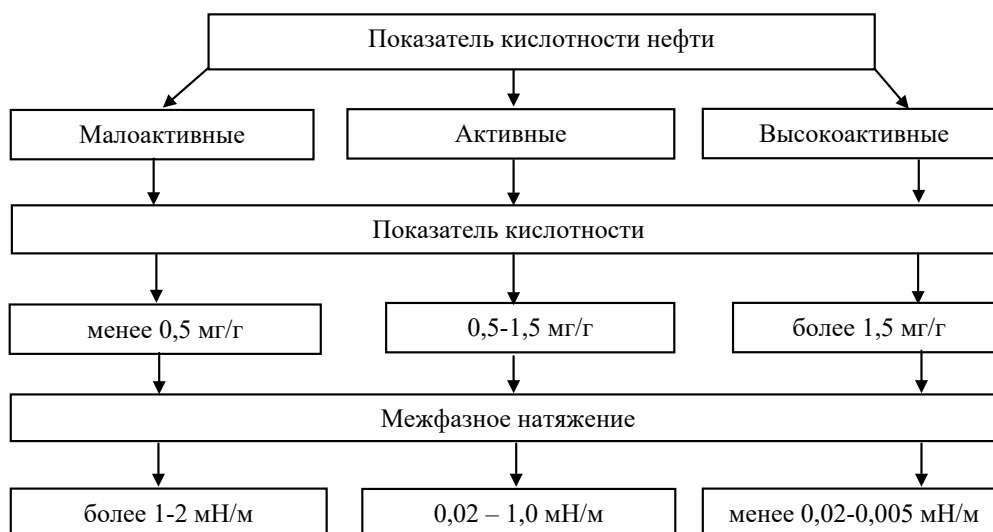 Показатель кислотности нефти
Малоактивные
Активные
Высокоактивные
Показатель кислотности
менее 0,5 мг/г
0,5-1,5 мг/г
более 1,5 мг/г
Межфазное натяжение
более 1-2 мН/м
0,02 – 1,0 мН/м
менее 0,02-0,005 мН/м